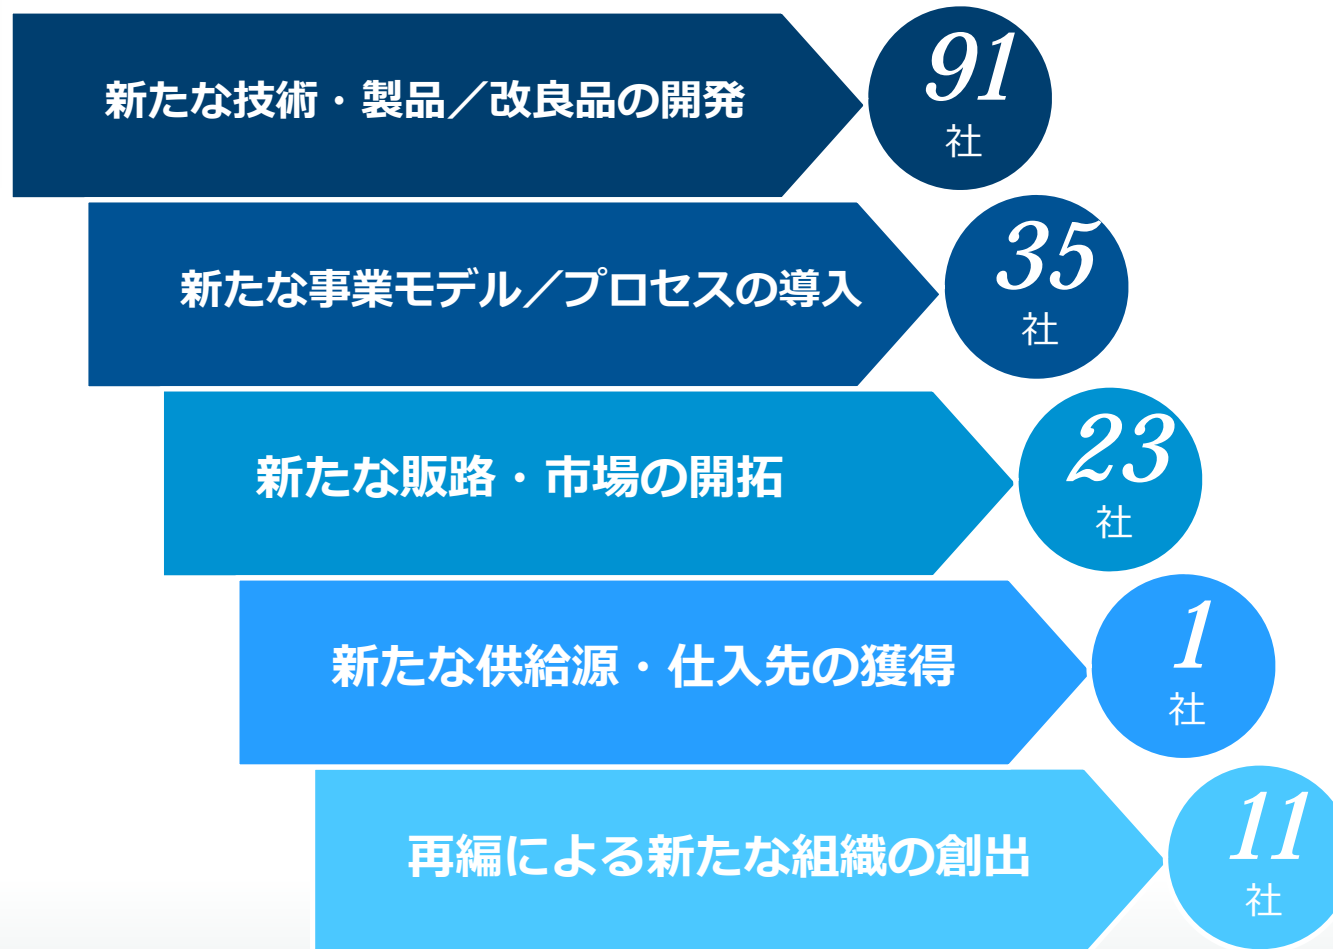 新たな技術・製品／改良品の開発
91
社
新たな事業モデル／プロセスの導入
35
社
新たな販路・市場の開拓
23
社
新たな供給源・仕入先の獲得
1
社
再編による新たな組織の創出
11
社